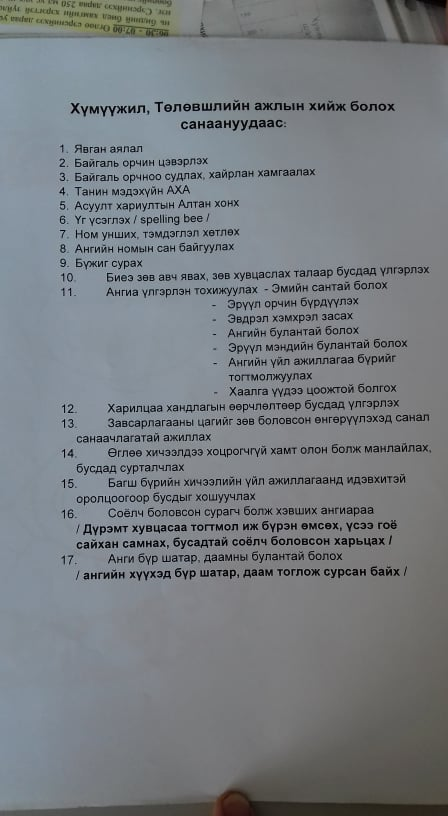 06:30 - 07:00
Хүмүүжил, Төлөвшлийн ажлын хийж болох
санаануудаас:
1. Явган аялал
2. Байгаль орчин цэвэрлэх
3. Байгаль орчноо судлах, хайрлан хамгаалах
4. Танин мэдэхүйн АХА
5. Асуулт хариултын Алтан хонх
6. Үг үсэглэх / spelling bee /
7. Ном унших, тэмдэглэл хөтлөх
8. Ангийн номын сан байгуулах
9. Бүжиг сурах
10. Биеэ зөв авч явах, зөв хувцаслах талаар бусдад үлгэрлэх
11. Ангиа үлгэрлэн тохижуулах - Эмийн сантай болох
- Эрүүл орчин бүрдүүлэх
- Эвдрэл хэмхрэл засах
- Ангийн булантай болох
- Эрүүл мэндийн булантай болох
- Ангийн үйл ажиллагаа бүрийг
тогтмолжуулах
- Хаалга үүдээ цоожтой болгох
12. Харилцаа хандлагын өөрчлөлтөөр бусдад үлгэрлэх
13. Завсарлагааны цагийг зөв боловсон өнгөрүүлэхэд санал
санаачлагатай ажиллах
14. Өглөө хичээлдээ хоцрогчгүй хамт олон болж манлайлах,
бусдад сурталчлах
15. Багш бүрийн хичээлийн үйл ажиллагаанд идэвхитэй
оролцоогоор бусдыг хошуучлах
16. Соёлч боловсон сурагч болж хэвших ангиараа
/ Дүрэмт хувцасаа тогтмол иж бүрэн өмсөх, үсээ гоё
сайхан самнах, бусадтай соёлч боловсон харьцах /
17. Анги бүр шатар, даамны булантай болох
/ ангийн хүүхэд бүр шатар, даам тоглож сурсан байх /